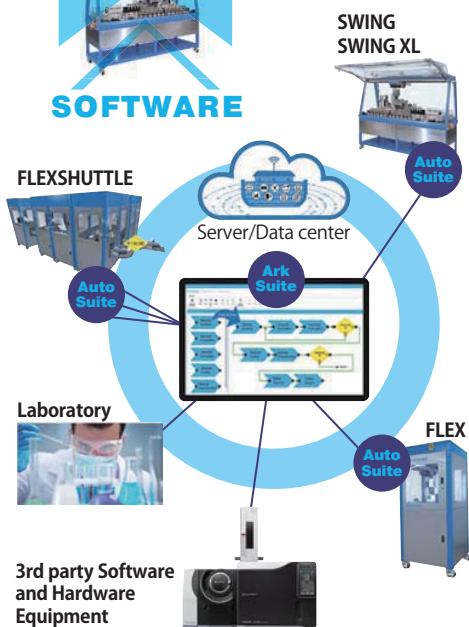 SOFTWARE
SWING
SWING XL
Auto
Suite
FLEXSHUTTLE
Server/Data center
Ark
Suite
Auto
Suite
Laboratory
FLEX
Auto
Suite
3rd party Software
and Hardware
Equipment